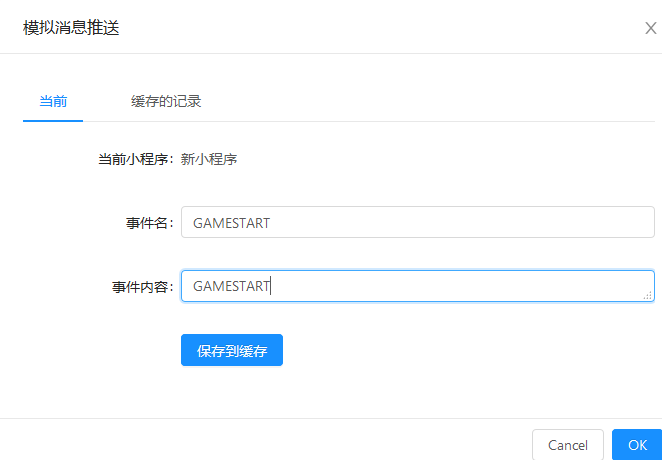 模拟消息推送
当前 缓存的记录
当前小程序: 新小程序
事件名: GAMESTART
事件内容: GAMESTART
保存到缓存
Cancel OK